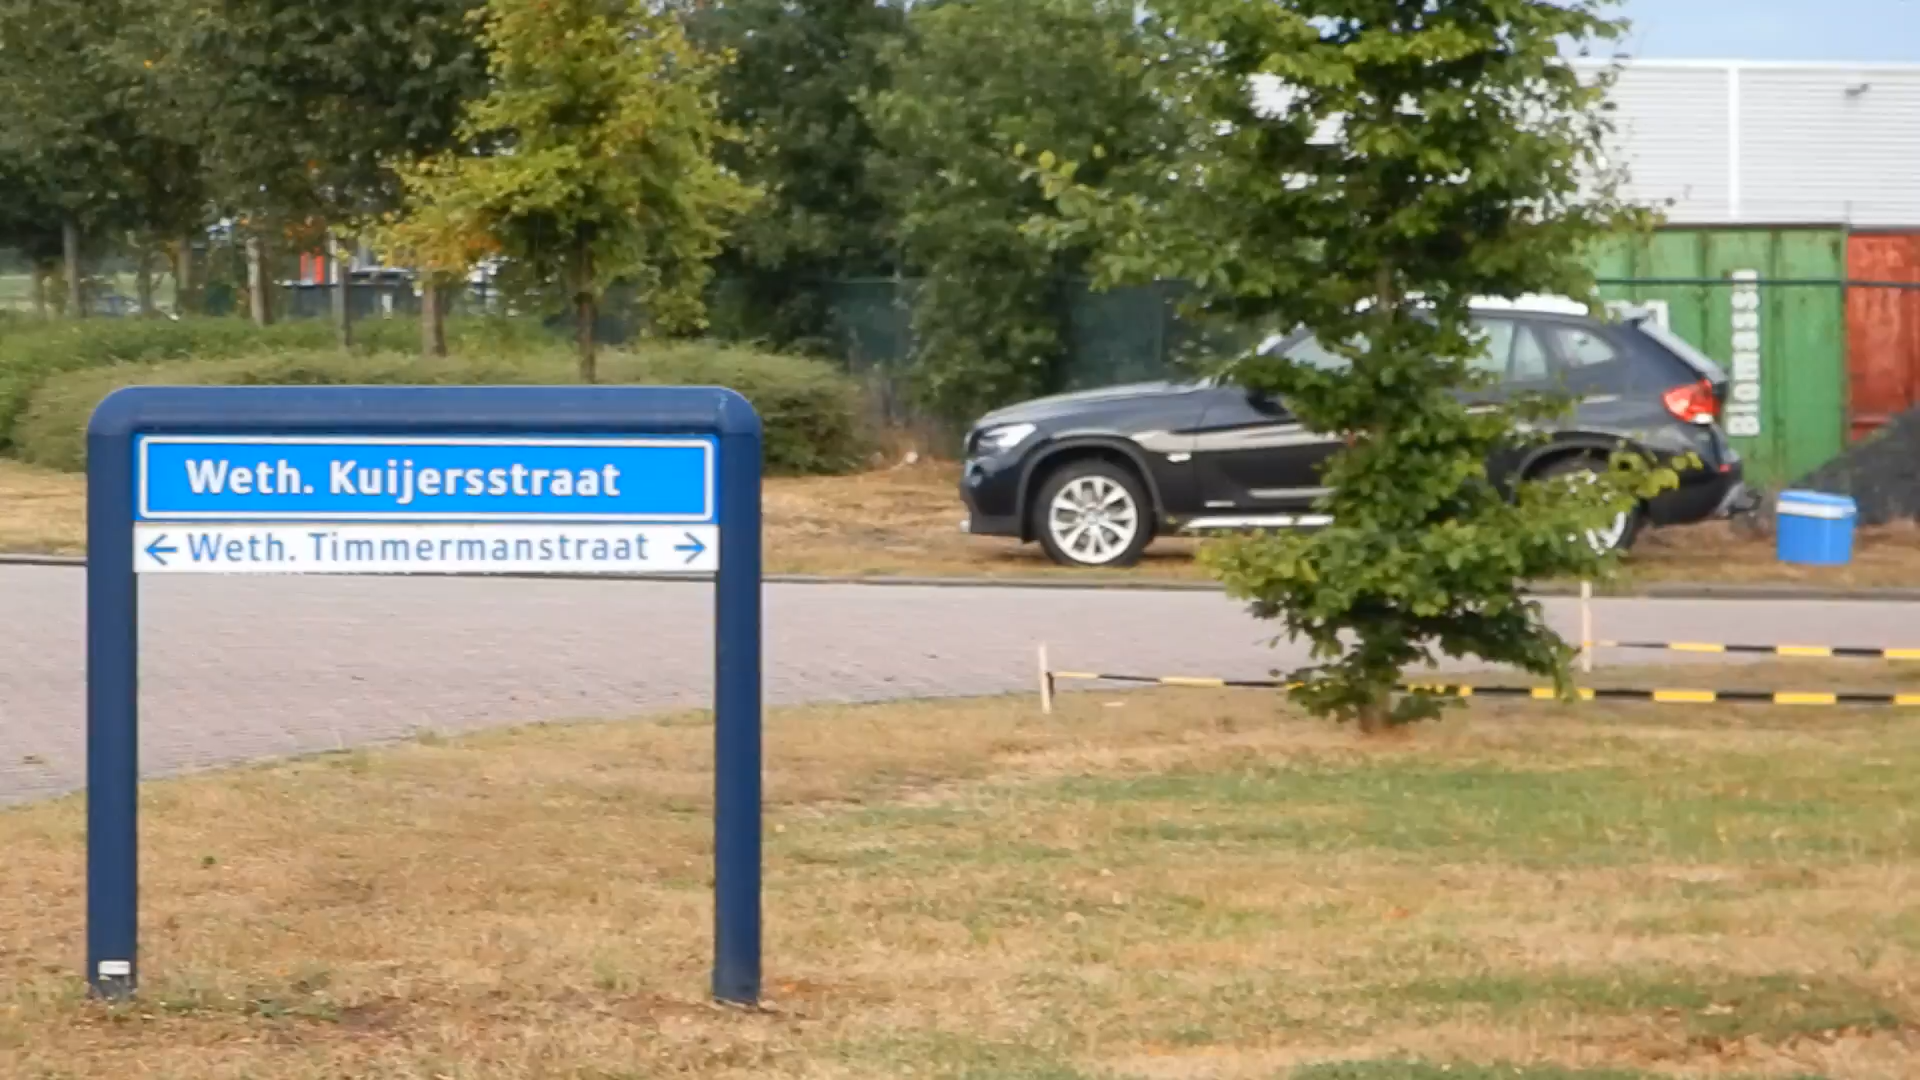 Weth. Kuijersstraat
← Weth. Timmermanstraat →
Biomassa